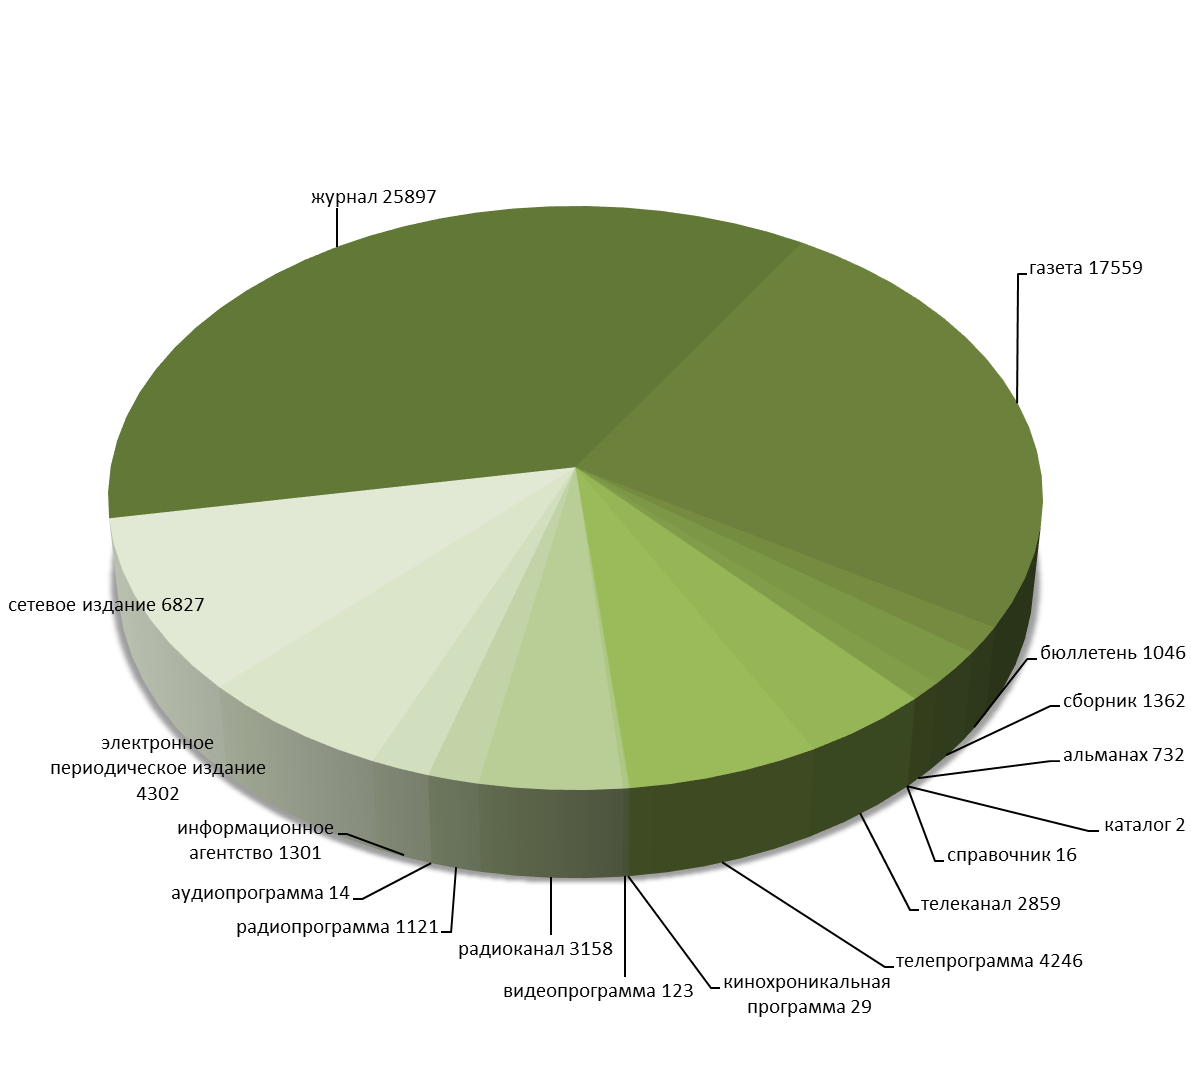 журнал 25897
газета 17559
сетевое издание 6827
бюллетень 1046
сборник 1362
альманах 732
электронное
периодическое издание
4302
каталог 2
информационное
агентство 1301
справочник 16
аудиопрограмма 14
телеканал 2859
радиопрограмма 1121
радиоканал 3158
телепрограмма 4246
видеопрограмма 123
кинохроникальная
программа 29